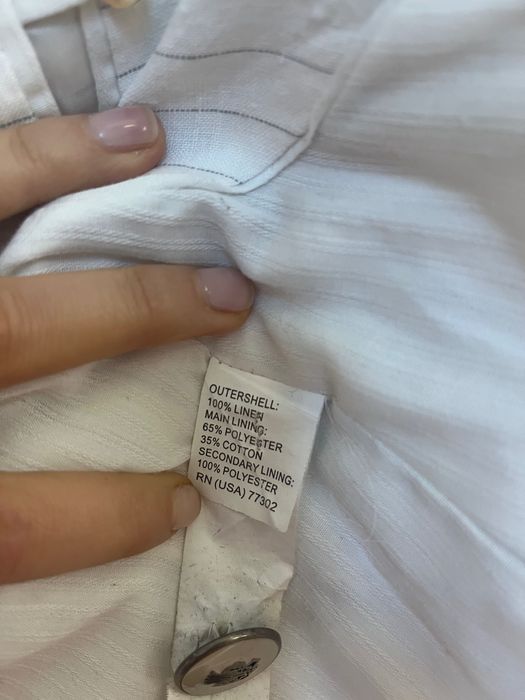 OUTERSHELL:
100% LINEN
MAIN LINING:
65% POLYESTER
35% COTTON
SECONDARY LINING:
100% POLYESTER
RN (USA) 77302